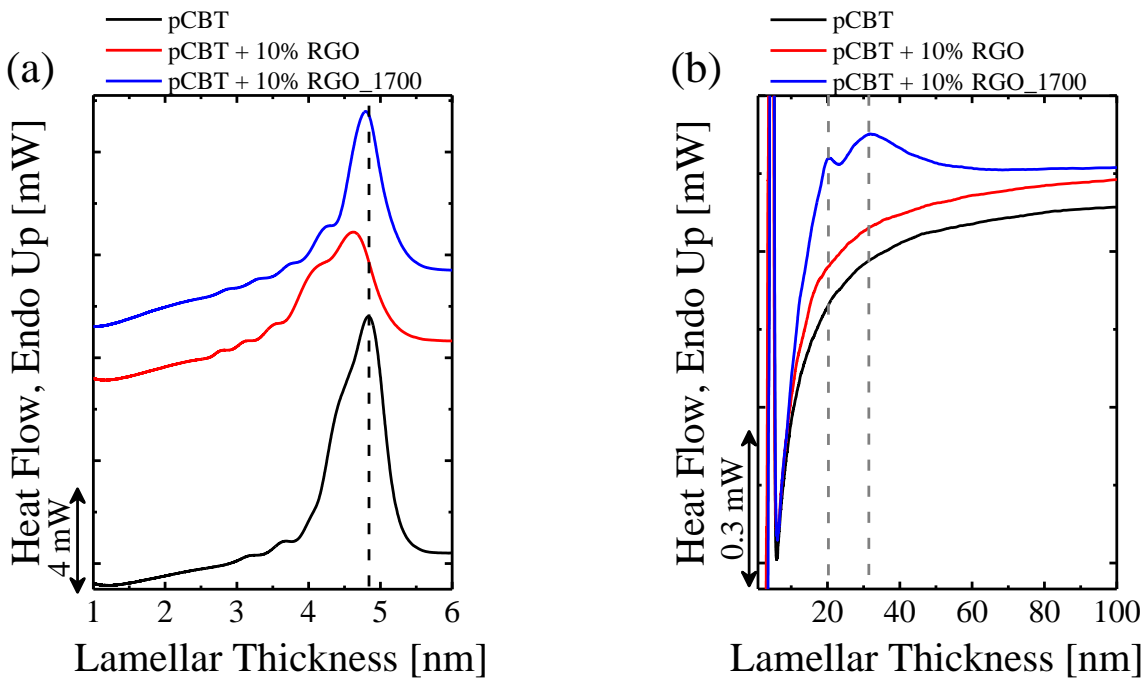 (a)
pCBT
pCBT + 10% RGO
pCBT + 10% RGO_1700
Heat Flow, Endo Up [mW]
4 mW
1 2 3 4 5 6
Lamellar Thickness [nm]
(b)
pCBT
pCBT + 10% RGO
pCBT + 10% RGO_1700
Heat Flow, Endo Up [mW]
0.3 mW
20 40 60 80 100
Lamellar Thickness [nm]